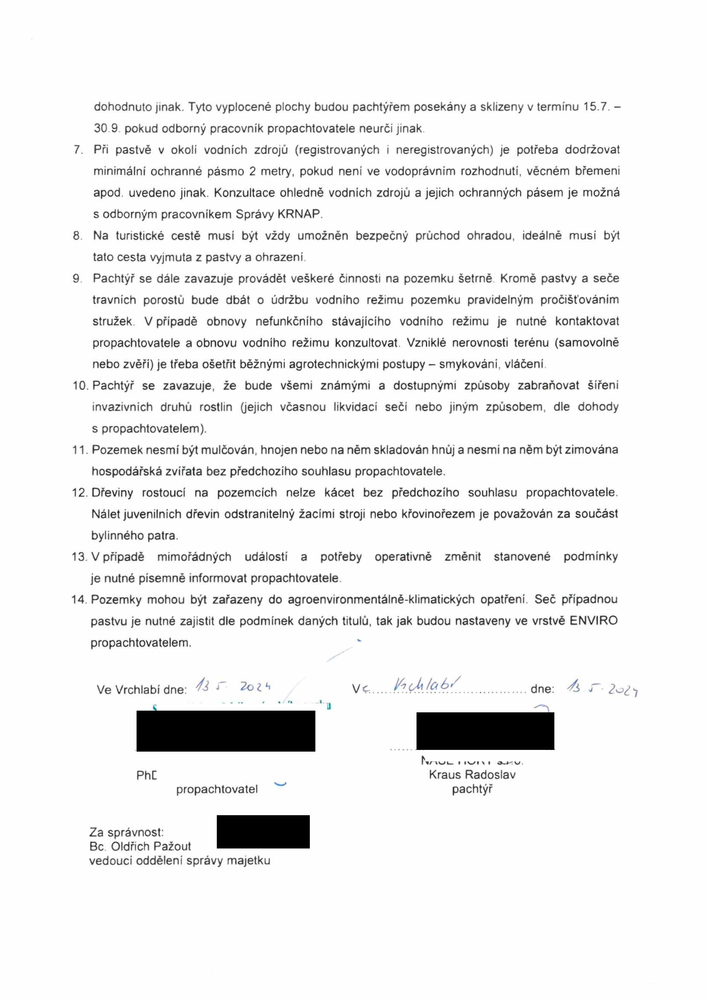 dohodnuto jinak. Tyto vyplocené plochy budou pachtýřem posekány a sklizeny v termínu 15.7. –
30.9. pokud odborný pracovník propachtovatele neurčí jinak.
7. Při pastvě v okolí vodních zdrojů (registrovaných i neregistrovaných) je potřeba dodržovat
minimální ochranné pásmo 2 metry, pokud není ve vodoprávním rozhodnutí, věcném břemeni
apod. uvedeno jinak. Konzultace ohledně vodních zdrojů a jejich ochranných pásem je možná
s odborným pracovníkem Správy KRNAP.
8. Na turistické cestě musí být vždy umožněn bezpečný průchod ohradou, ideálně musí být
tato cesta vyjmuta z pastvy a ohrazení.
9. Pachtýř se dále zavazuje provádět veškeré činnosti na pozemku šetrně. Kromě pastvy a seče
travních porostů bude dbát o údržbu vodního režimu pozemku pravidelným pročišťováním
stružek. V případě obnovy nefunkčního stávajícího vodního režimu je nutné kontaktovat
propachtovatele a obnovu vodního režimu konzultovat. Vzniklé nerovnosti terénu (samovolně
nebo zvěří) je třeba ošetřit běžnými agrotechnickými postupy – smykování, vláčení.
10. Pachtýř se zavazuje, že bude všemi známými a dostupnými způsoby zabraňovat šíření
invazivních druhů rostlin (jejich včasnou likvidací sečí nebo jiným způsobem, dle dohody
s propachtovatelem).
11. Pozemek nesmí být mulčován, hnojen nebo na něm skladován hnůj a nesmí na něm být zimována
hospodářská zvířata bez předchozího souhlasu propachtovatele.
12. Dřeviny rostoucí na pozemcích nelze kácet bez předchozího souhlasu propachtovatele.
Nálet juvenilních dřevin odstranitelný žacími stroji nebo křovinořezem je považován za součást
bylinného patra.
13. V případě mimořádných událostí a potřeby operativně změnit stanovené podmínky
je nutné písemně informovat propachtovatele.
14. Pozemky mohou být zařazeny do agroenvironmentálně-klimatických opatření. Seč případnou
pastvu je nutné zajistit dle podmínek daných titulů, tak jak budou nastaveny ve vrstvě ENVIRO
propachtovatelem.
Ve Vrchlabí dne: 13 5. 2024 Ve Vrchlabí dne: 13. 5. 2024
Kraus Radoslav
propachtovatel pachtýř
Za správnost:
Bc. Oldřich Pažout
vedoucí oddělení správy majetku